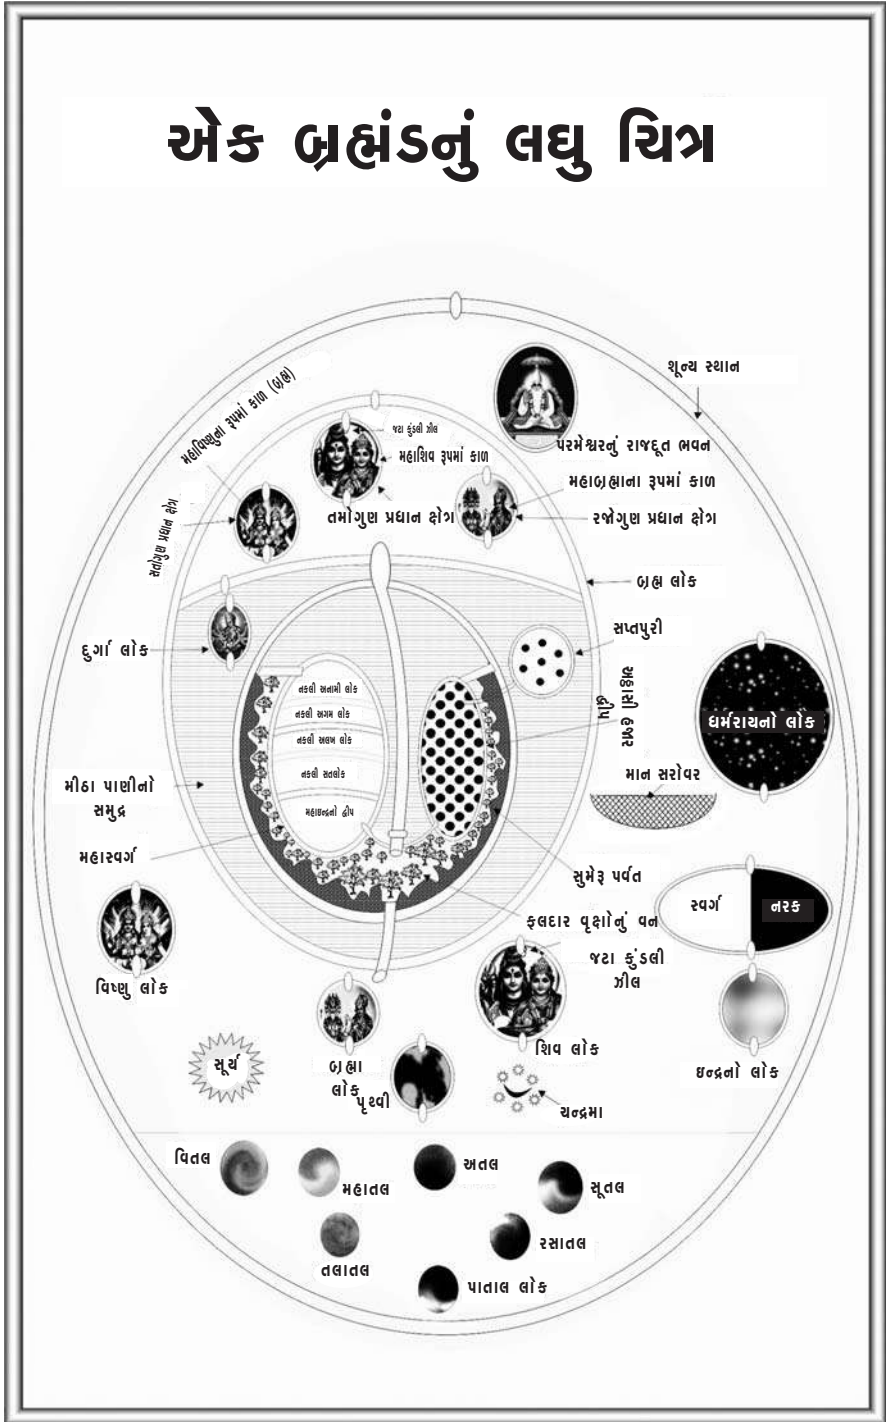 એક બ્રહ્મંડનું લઘુ ચિત્ર
શૂન્ય સ્થાન
મહાવિષ્ણુના રૂપમાં કાળ (બ્રહ્મ)
જટા કુંડલી ઝીલ
મહાશિવ રૂપમાં કાળ
પરમેશ્વરનું રાજદૂત ભવન
મહાબ્રહ્માના રૂપમાં કાળ
તમોગુણ પ્રધાન ક્ષેત્ર
રજોગુણ પ્રધાન ક્ષેત્ર
સતોગુણ પ્રધાન ક્ષેત્ર
બ્રહ્મ લોક
સપ્તપુરી
દુર્ગા લોક
નકલી અનામી લોક
નકલી અગમ લોક
નકલી અલખ લોક
નકલી સતલોક
મહાઇન્દ્રનો દ્વીપ
અઠ્ઠાસી હજાર
દ્વીપ
ધર્મરાયનો લોક
માન સરોવર
મીઠા પાણીનો
સમુદ્ર
મહાસ્વર્ગ
સુમેરૂ પર્વત
સ્વર્ગ
નરક
ફલદાર વૃક્ષોનું વન
જટા કુંડલી
ઝીલ
વિષ્ણુ લોક
શિવ લોક
ઇન્દ્રનો લોક
સૂર્ય
બ્રહ્મા
લોક
પૃથ્વી
ચન્દ્રમા
વિતલ
મહાતલ
અતલ
સૂતલ
તલાતલ
રસાતલ
પાતાલ લોક